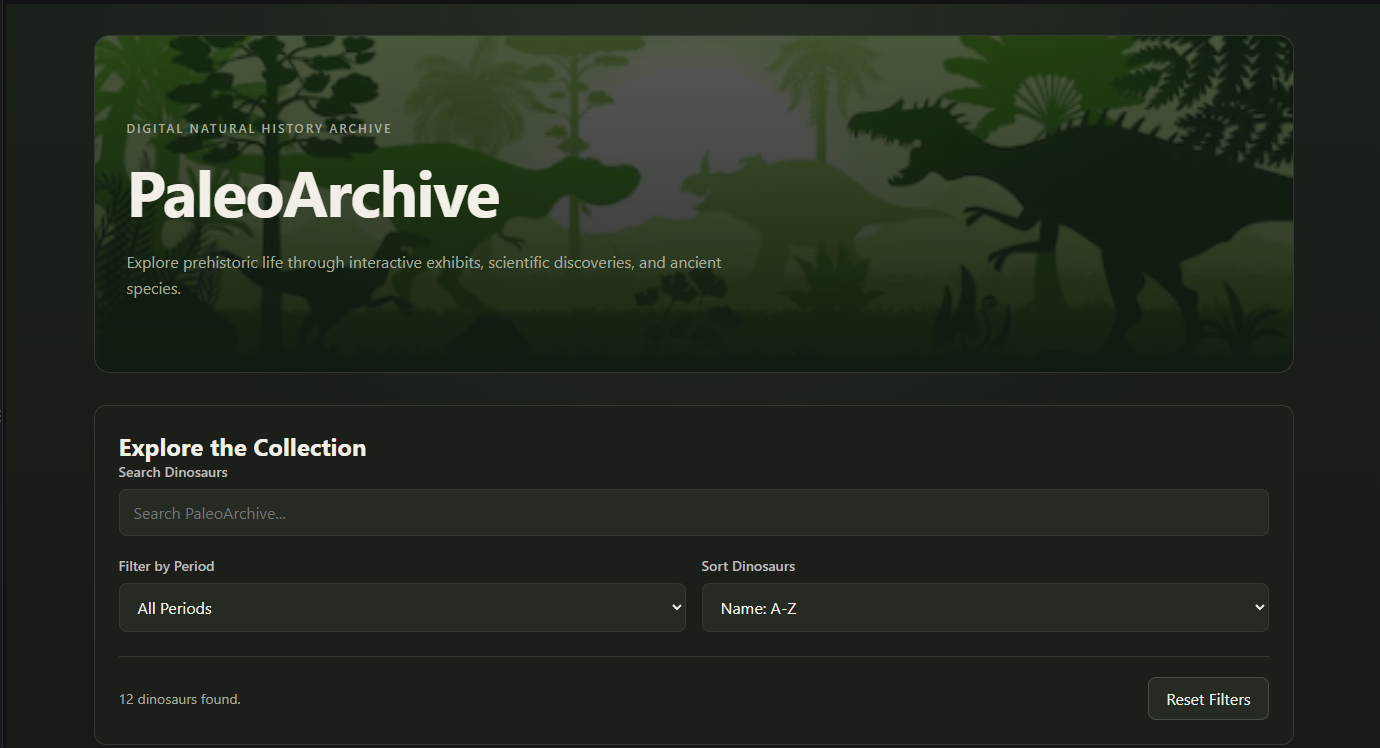 DIGITAL NATURAL HISTORY ARCHIVE
PaleoArchive
Explore prehistoric life through interactive exhibits, scientific discoveries, and ancient
species.
Explore the Collection
Search Dinosaurs
Search PaleoArchive...
Filter by Period
Sort Dinosaurs
All Periods
Name: A-Z
12 dinosaurs found.
Reset Filters